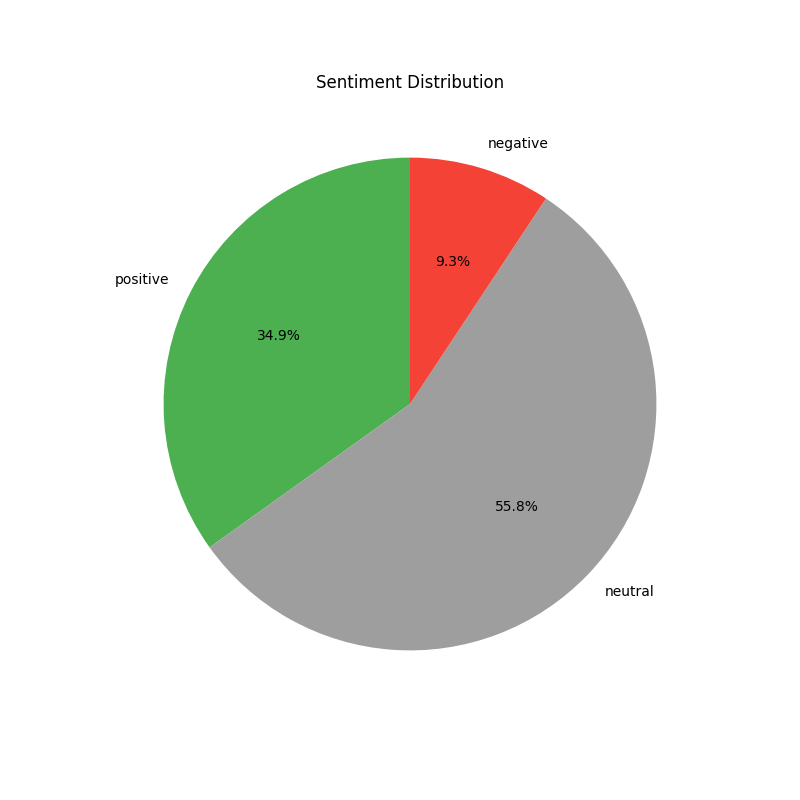 Sentiment Distribution
negative
9.3%
positive
34.9%
55.8%
neutral